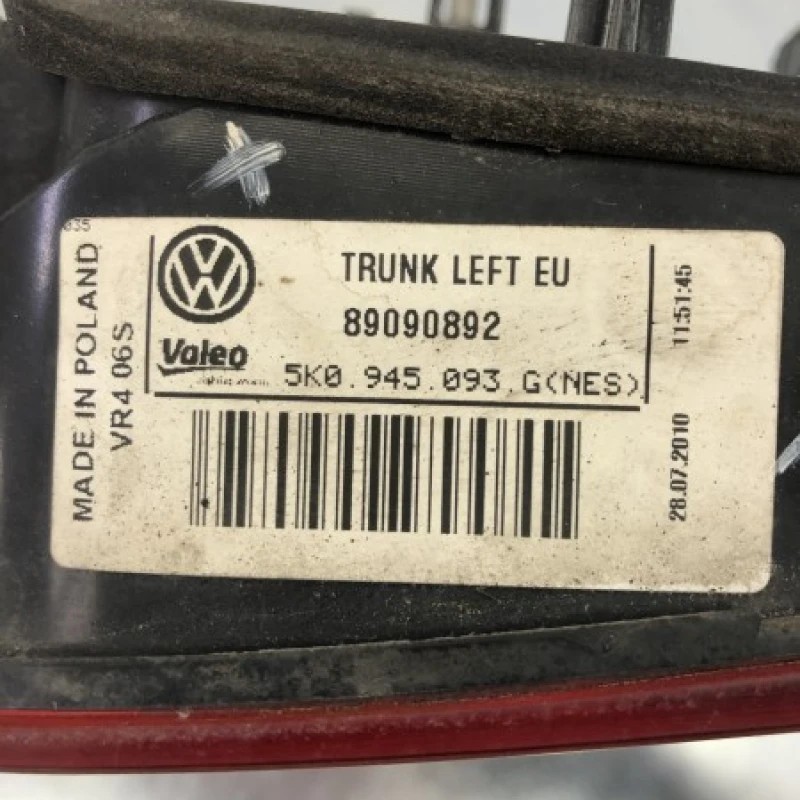 035
MADE IN POLAND
VR4 06S
Valeo
TRUNK LEFT EU
89090892
5K0.945.093.G(NES)
11:51:45
28.07.2010